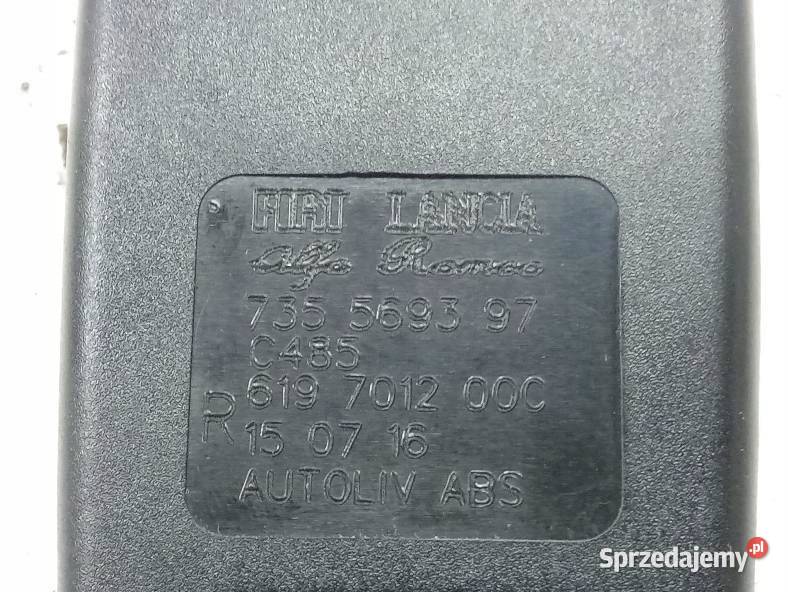 FIAT LANCIA
Alfa Romeo
735 5693 97
C485
619 7012 00C
R
15 07 16
AUTOLIV ABS
Sprzedajemy.pl